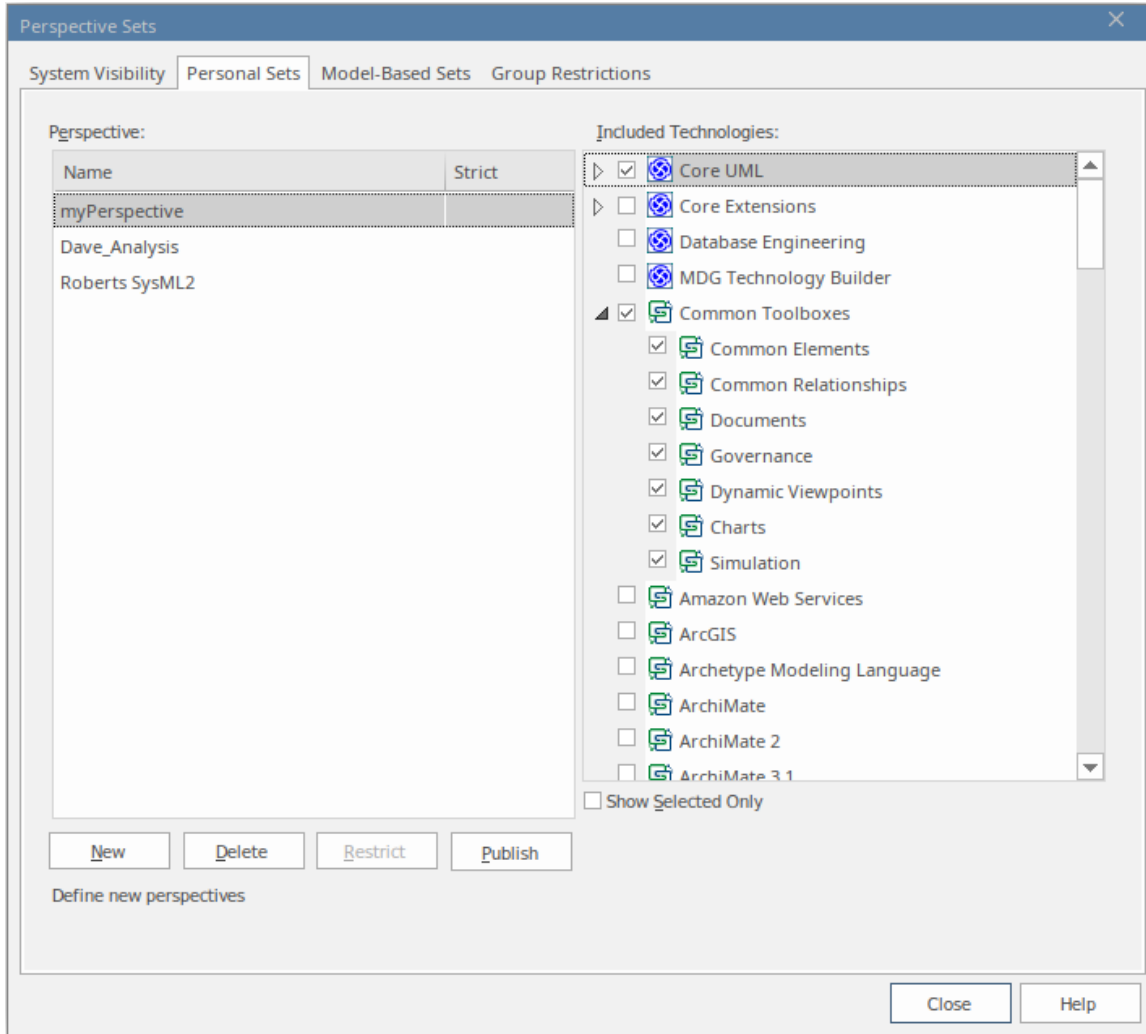 Perspective Sets
System Visibility Personal Sets Model-Based Sets Group Restrictions
Perspective:
Name Strict
myPerspective
Dave_Analysis
Roberts SysML2
New Delete Restrict Publish
Define new perspectives
Included Technologies:
Core UML
Core Extensions
Database Engineering
MDG Technology Builder
Common Toolboxes
Common Elements
Common Relationships
Documents
Governance
Dynamic Viewpoints
Charts
Simulation
Amazon Web Services
ArcGIS
Archetype Modeling Language
ArchiMate
ArchiMate 2
ArchiMate 3.1
Show Selected Only
Close Help